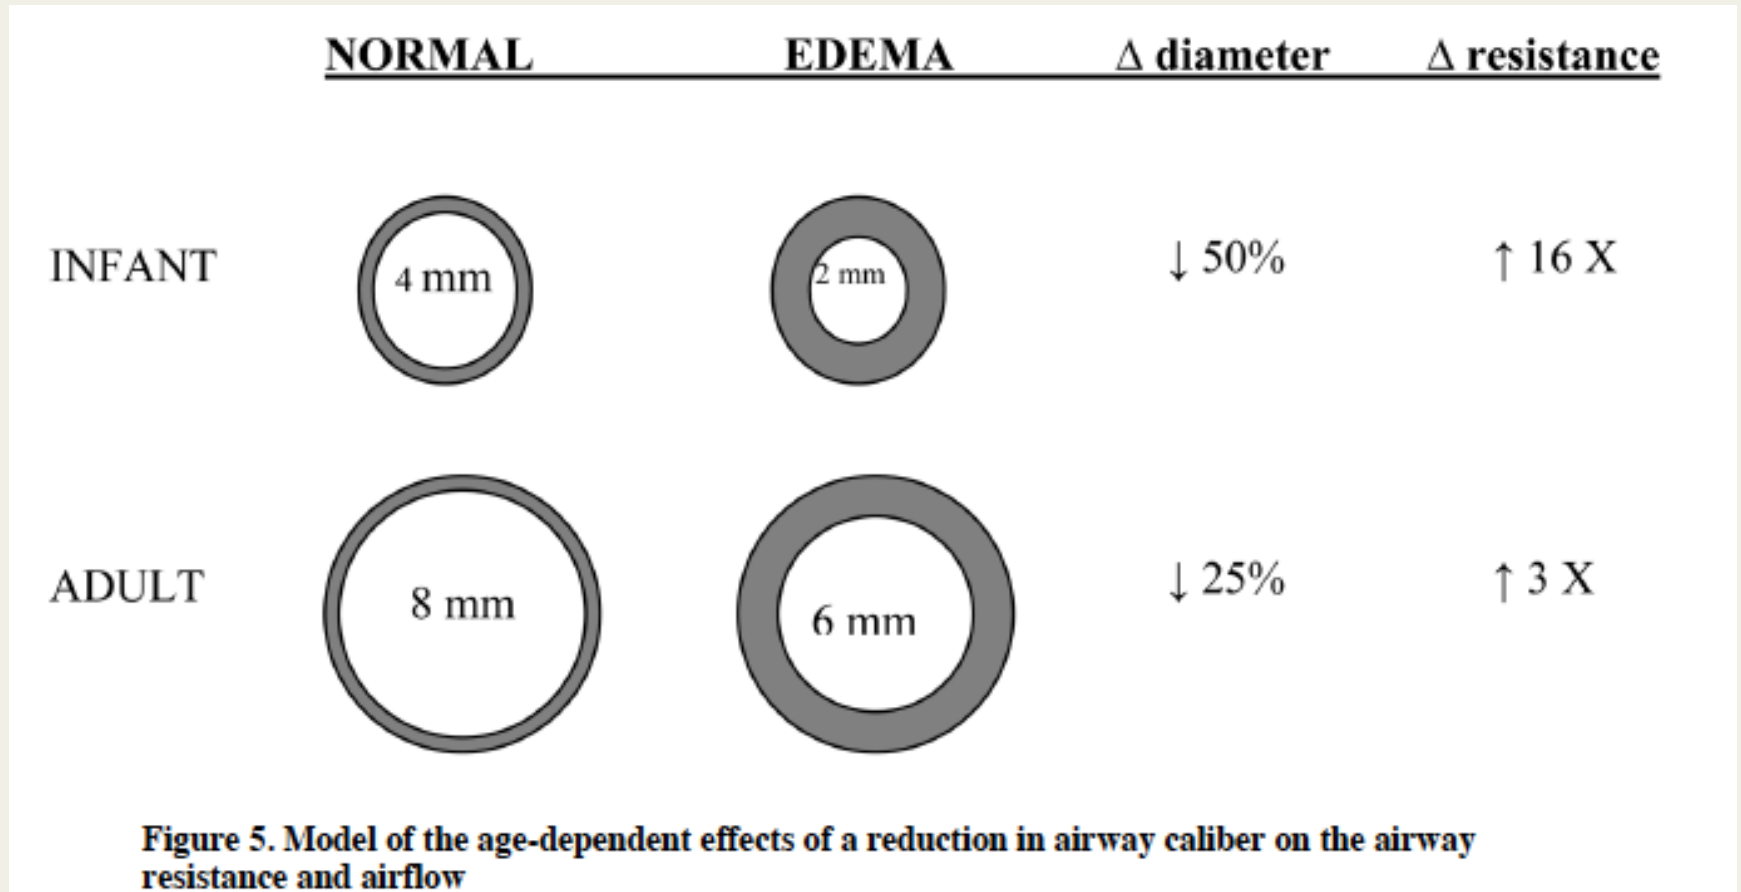 NORMAL EDEMA Δ diameter Δ resistance
INFANT 4 mm 2 mm ↓ 50% ↑ 16 X
ADULT 8 mm 6 mm ↓ 25% ↑ 3 X
Figure 5. Model of the age-dependent effects of a reduction in airway caliber on the airway
resistance and airflow